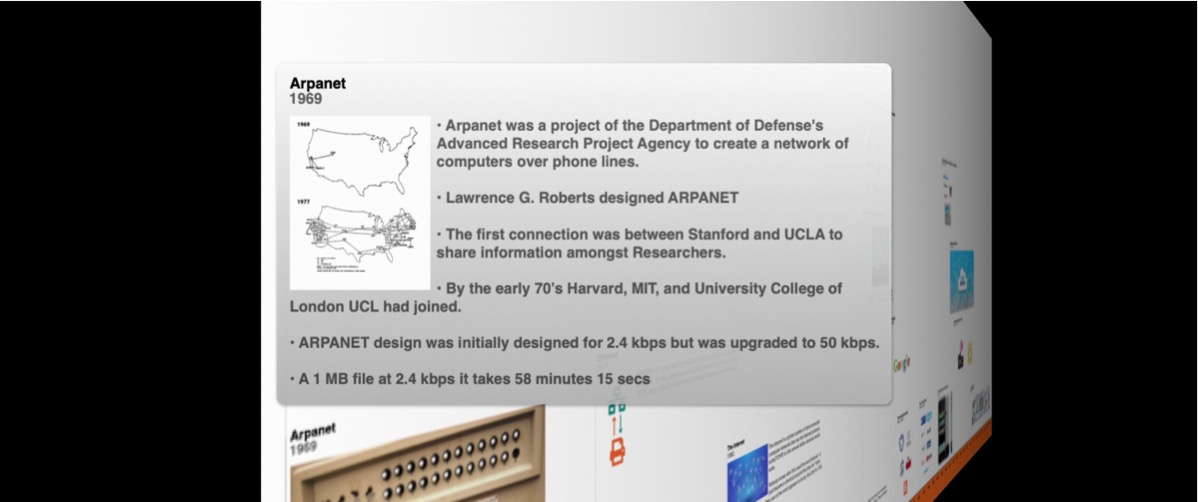 Arpanet
1969
1969
1977
• Arpanet was a project of the Department of Defense's
Advanced Research Project Agency to create a network of
computers over phone lines.
• Lawrence G. Roberts designed ARPANET
• The first connection was between Stanford and UCLA to
share information amongst Researchers.
• By the early 70's Harvard, MIT, and University College of
London UCL had joined.
• ARPANET design was initially designed for 2.4 kbps but was upgraded to 50 kbps.
• A 1 MB file at 2.4 kbps it takes 58 minutes 15 secs
Google
Arpanet
1969
The Internet